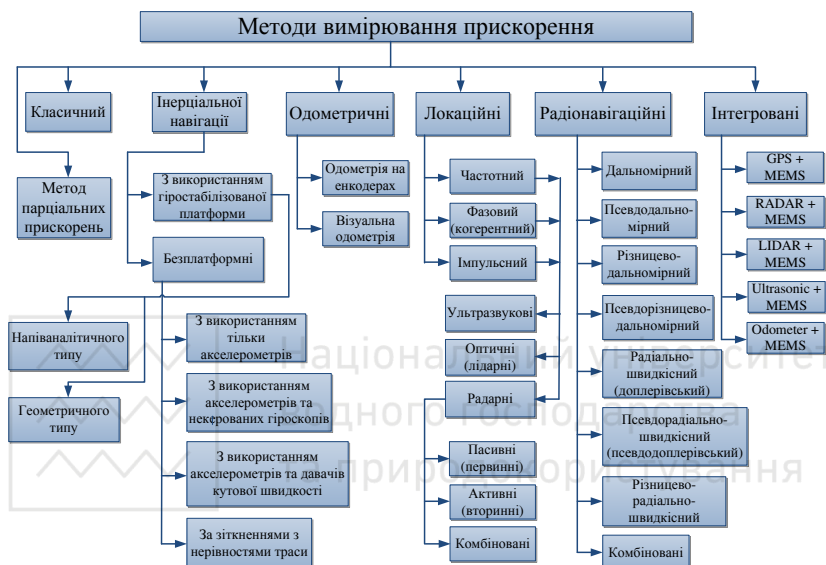 Методи вимірювання прискорення
Класичний
Метод
парціальних
прискорень
Інерціальної
навігації
З використанням
гіростабілізованої
платформи
Безплатформні
Напіваналітичного
типу
Геометричного
типу
З використанням
тільки
акселерометрів
З використанням
акселерометрів та
некерованих гіроскопів
З використанням
акселерометрів та давачів
кутової швидкості
За зіткненнями з
нерівностями траси
Одометричні
Одометрія на
енкодерах
Візуальна
одометрія
Локаційні
Частотний
Фазовий
(когерентний)
Імпульсний
Ультразвукові
Оптичні
(лідарні)
Радарні
Пасивні
(первинні)
Активні
(вторинні)
Комбіновані
Радіонавігаційні
Дальномірний
Псевдодально-
мірний
Різницево-
дальномірний
Псевдорізницево-
дальномірний
Радіально-
швидкісний
(доплерівський)
Псевдорадіально-
швидкісний
(псевдодоплерівський)
Різницево-
радіально-
швидкісний
Комбіновані
Інтегровані
GPS +
MEMS
RADAR +
MEMS
LIDAR +
MEMS
Ultrasonic +
MEMS
Odometer +
MEMS
Національний університет
водного господарства
та природокористування